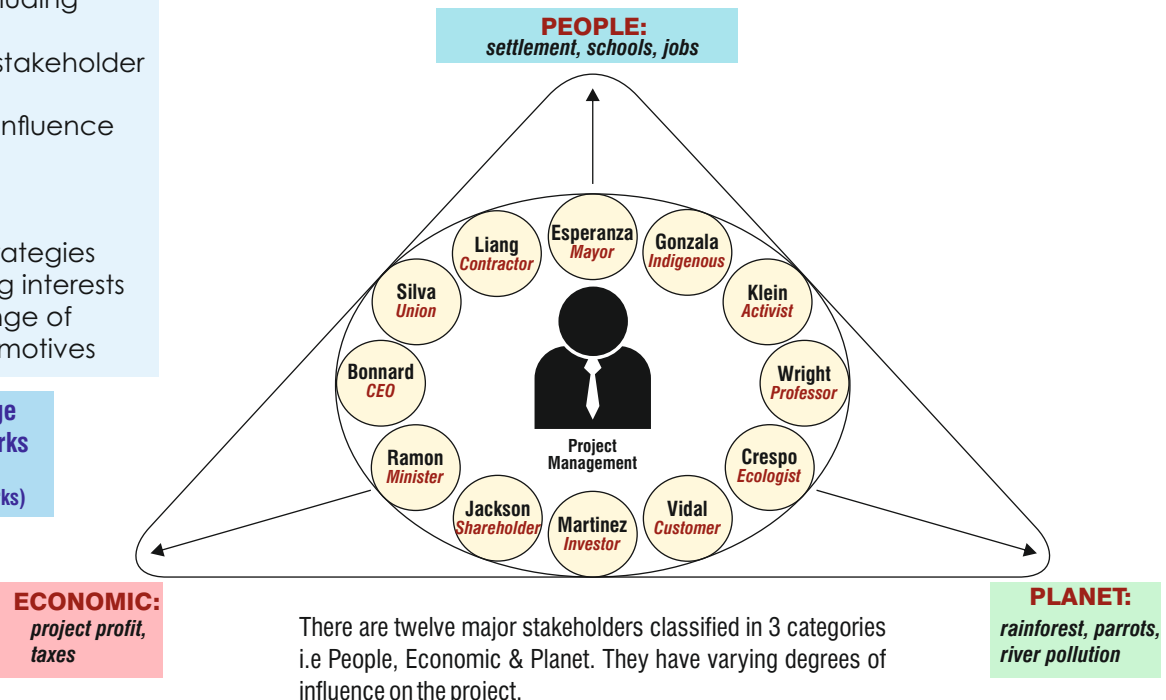 uding
stakeholder
influence
rategies
g interests
nge of
motives
ge
rks
ks)
PEOPLE:
settlement, schools, jobs
Esperanza
Mayor
Liang
Contractor
Gonzala
Indigenous
Silva
Union
Klein
Activist
Bonnard
CEO
Wright
Professor
Ramon
Minister
Crespo
Ecologist
Jackson
Shareholder
Martinez
Investor
Vidal
Customer
Project
Management
ECONOMIC:
project profit,
taxes
PLANET:
rainforest, parrots,
river pollution
There are twelve major stakeholders classified in 3 categories
i.e People, Economic & Planet. They have varying degrees of
influence on the project.